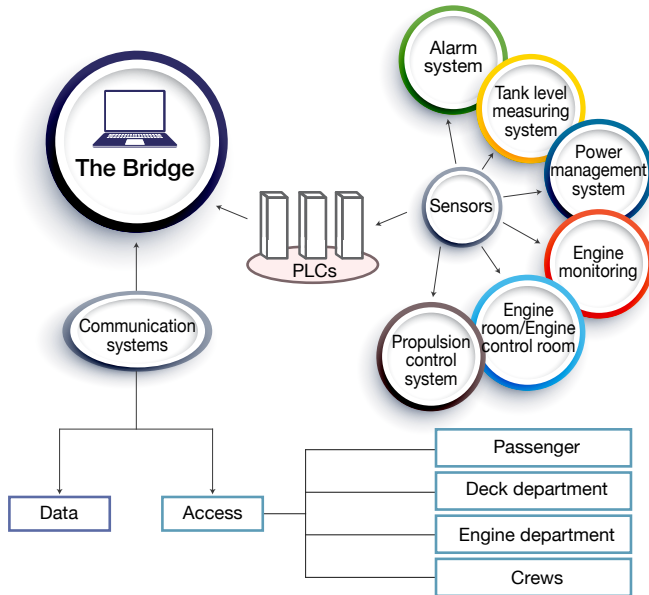 The Bridge
Alarm
system
Tank level
measuring
system
Power
management
system
Sensors
Engine
monitoring
PLCs
Communication
systems
Engine
room/Engine
control room
Propulsion
control
system
Data
Access
Passenger
Deck department
Engine department
Crews